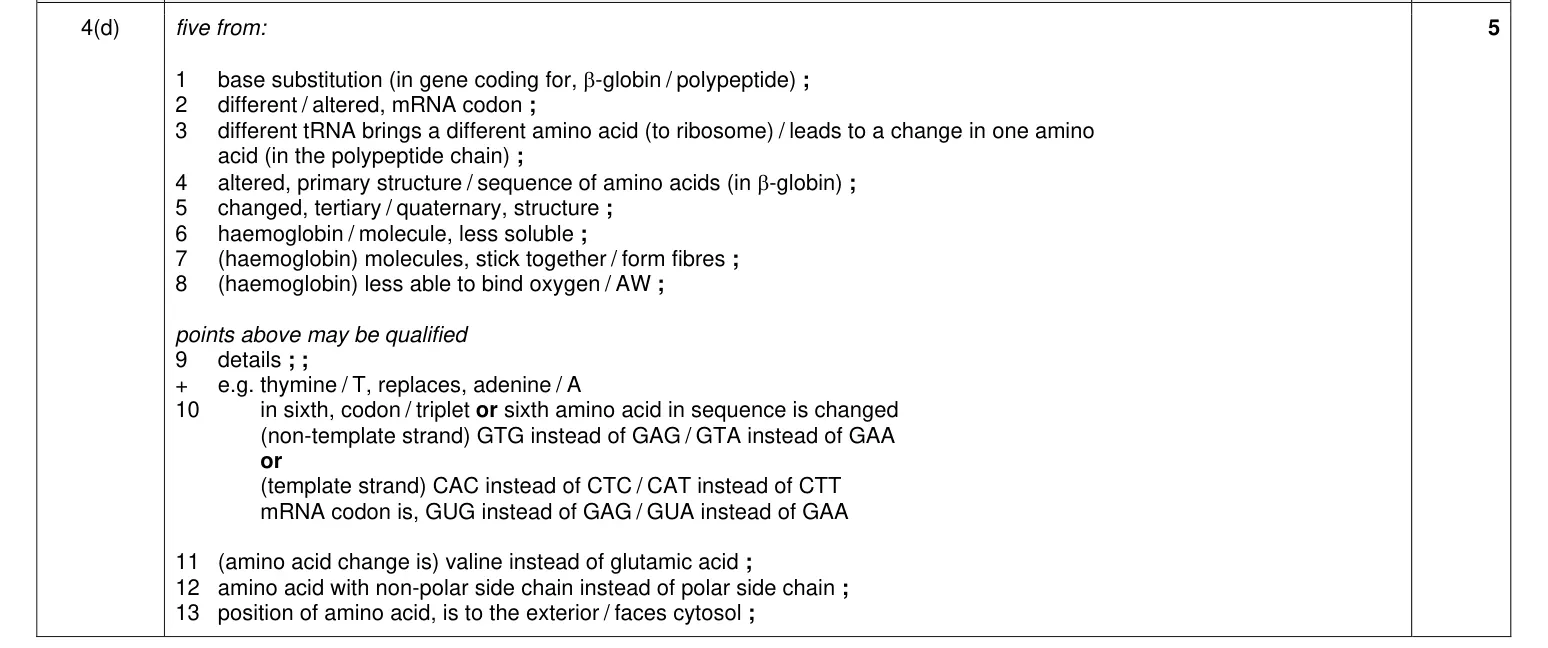 4(d) five from: 5
1 base substitution (in gene coding for, β-globin / polypeptide) ;
2 different / altered, mRNA codon ;
3 different tRNA brings a different amino acid (to ribosome) / leads to a change in one amino
acid (in the polypeptide chain) ;
4 altered, primary structure / sequence of amino acids (in β-globin) ;
5 changed, tertiary / quaternary, structure ;
6 haemoglobin / molecule, less soluble ;
7 (haemoglobin) molecules, stick together / form fibres ;
8 (haemoglobin) less able to bind oxygen / AW ;
points above may be qualified
9 details ; ;
+ e.g. thymine / T, replaces, adenine / A
10 in sixth, codon / triplet or sixth amino acid in sequence is changed
(non-template strand) GTG instead of GAG / GTA instead of GAA
or
(template strand) CAC instead of CTC / CAT instead of CTT
mRNA codon is, GUG instead of GAG / GUA instead of GAA
11 (amino acid change is) valine instead of glutamic acid ;
12 amino acid with non-polar side chain instead of polar side chain ;
13 position of amino acid, is to the exterior / faces cytosol ;